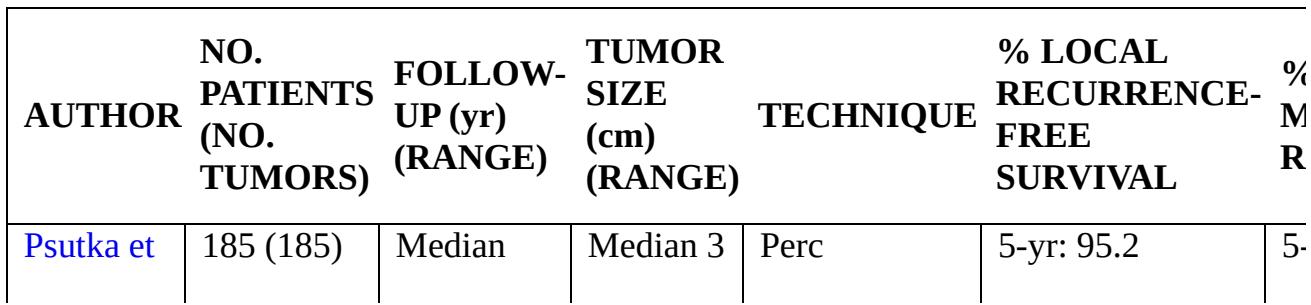 AUTHOR
NO.
PATIENTS
(NO.
TUMORS)
FOLLOW-
UP (yr)
(RANGE)
TUMOR
SIZE
(cm)
(RANGE)
TECHNIQUE
% LOCAL
RECURRENCE-
FREE
SURVIVAL
%
M
R
Psutka et
185 (185)
Median
Median 3
Perc
5-yr: 95.2
5-